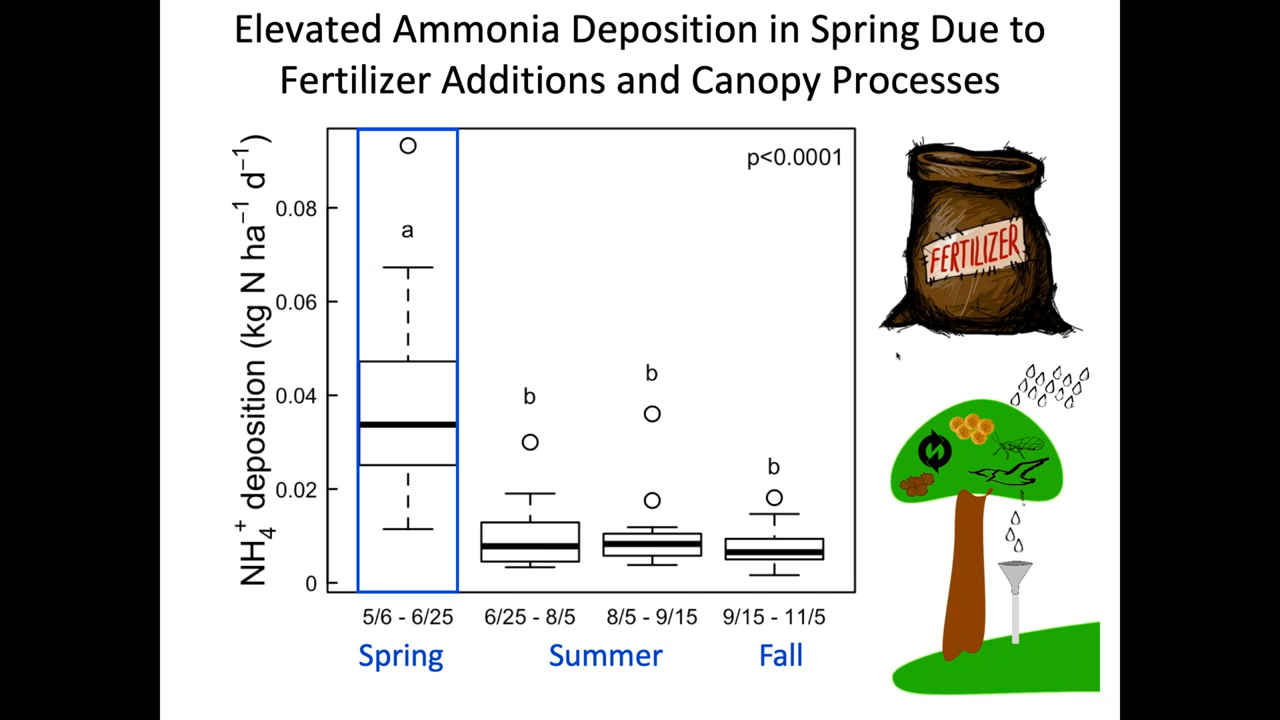 Elevated Ammonia Deposition in Spring Due to
Fertilizer Additions and Canopy Processes
NH₄⁺ deposition (kg N ha⁻¹ d⁻¹)
p<0.0001
0.08
0.06
0.04
0.02
0
a
b
b
b
5/6 - 6/25
6/25 - 8/5
8/5 - 9/15
9/15 - 11/5
Spring
Summer
Fall
FERTILIZER
N